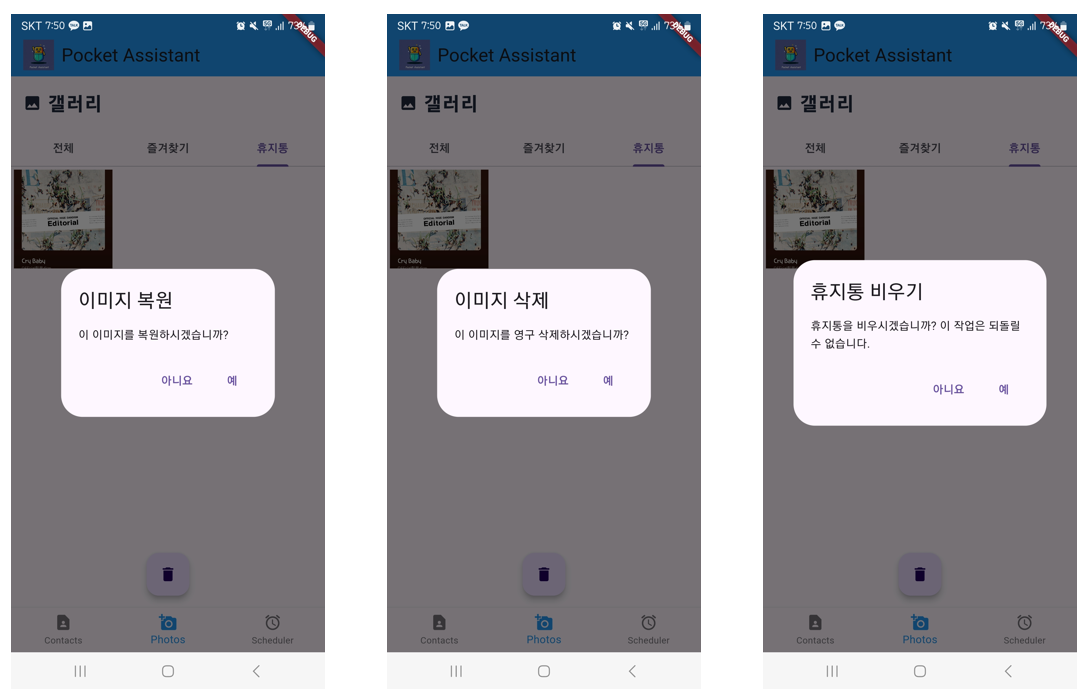 SKT 7:50
73%
DEBUG
Pocket Assistant
갤러리
전체
즐겨찾기
휴지통
Editorial
Cry Baby
이미지 복원
이 이미지를 복원하시겠습니까?
아니요
예
Contacts
Photos
Scheduler
SKT 7:50
73%
DEBUG
Pocket Assistant
갤러리
전체
즐겨찾기
휴지통
Editorial
Cry Baby
이미지 삭제
이 이미지를 영구 삭제하시겠습니까?
아니요
예
Contacts
Photos
Scheduler
SKT 7:50
73%
DEBUG
Pocket Assistant
갤러리
전체
즐겨찾기
휴지통
Editorial
Cry Baby
휴지통 비우기
휴지통을 비우시겠습니까? 이 작업은 되돌릴
수 없습니다.
아니요
예
Contacts
Photos
Scheduler